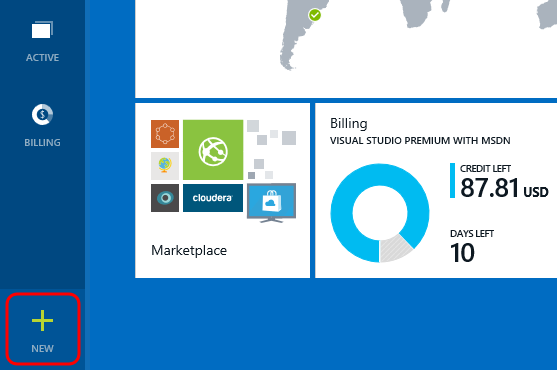 ACTIVE
BILLING
NEW
cloudera
Marketplace
Billing
VISUAL STUDIO PREMIUM WITH MSDN
CREDIT LEFT
87.81 USD
DAYS LEFT
10